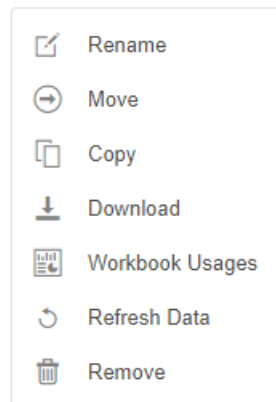 Rename
Move
Copy
Download
Workbook Usages
Refresh Data
Remove